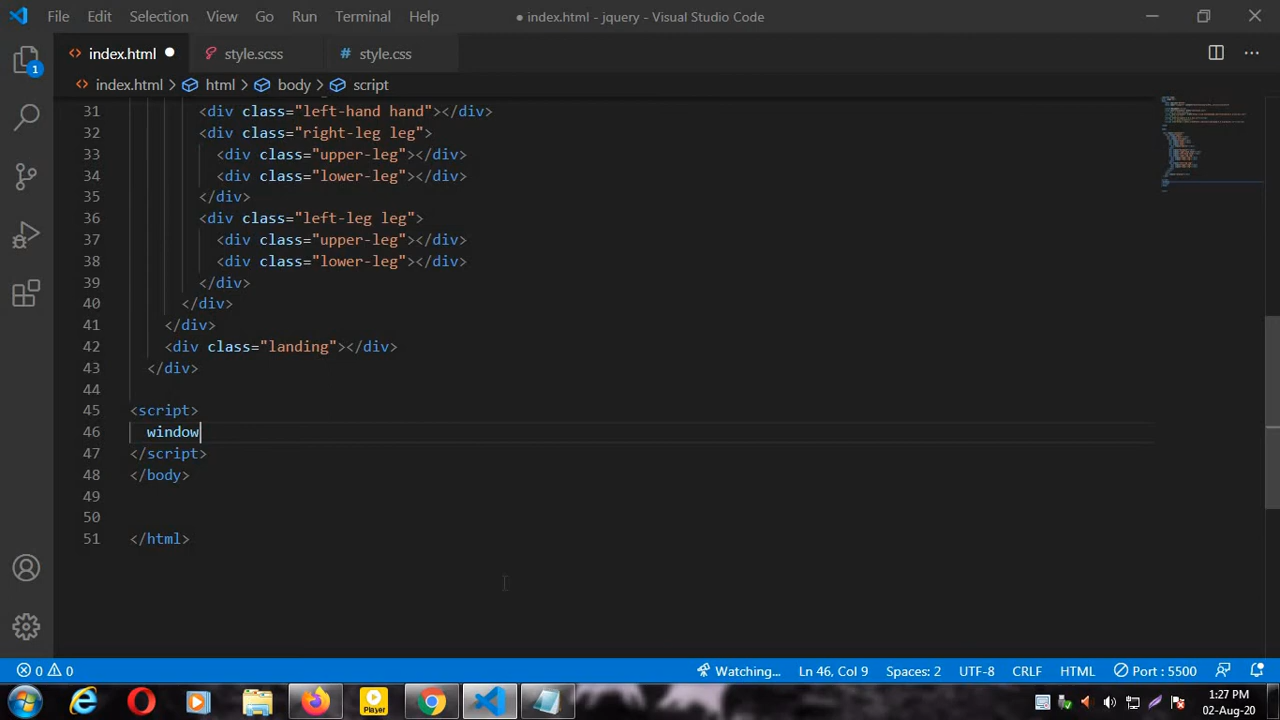 File Edit Selection View Go Run Terminal Help ● index.html - jquery - Visual Studio Code
index.html ● style.scss # style.css
index.html > html > body > script
1
31 <div class="left-hand hand"></div>
32 <div class="right-leg leg">
33 <div class="upper-leg"></div>
34 <div class="lower-leg"></div>
35 </div>
36 <div class="left-leg leg">
37 <div class="upper-leg"></div>
38 <div class="lower-leg"></div>
39 </div>
40 </div>
41 </div>
42 <div class="landing"></div>
43 </div>
44
45 <script>
46 window
47 </script>
48 </body>
49
50
51 </html>
0 0 Watching... Ln 46, Col 9 Spaces: 2 UTF-8 CRLF HTML Port : 5500
Player
1:27 PM
02-Aug-20